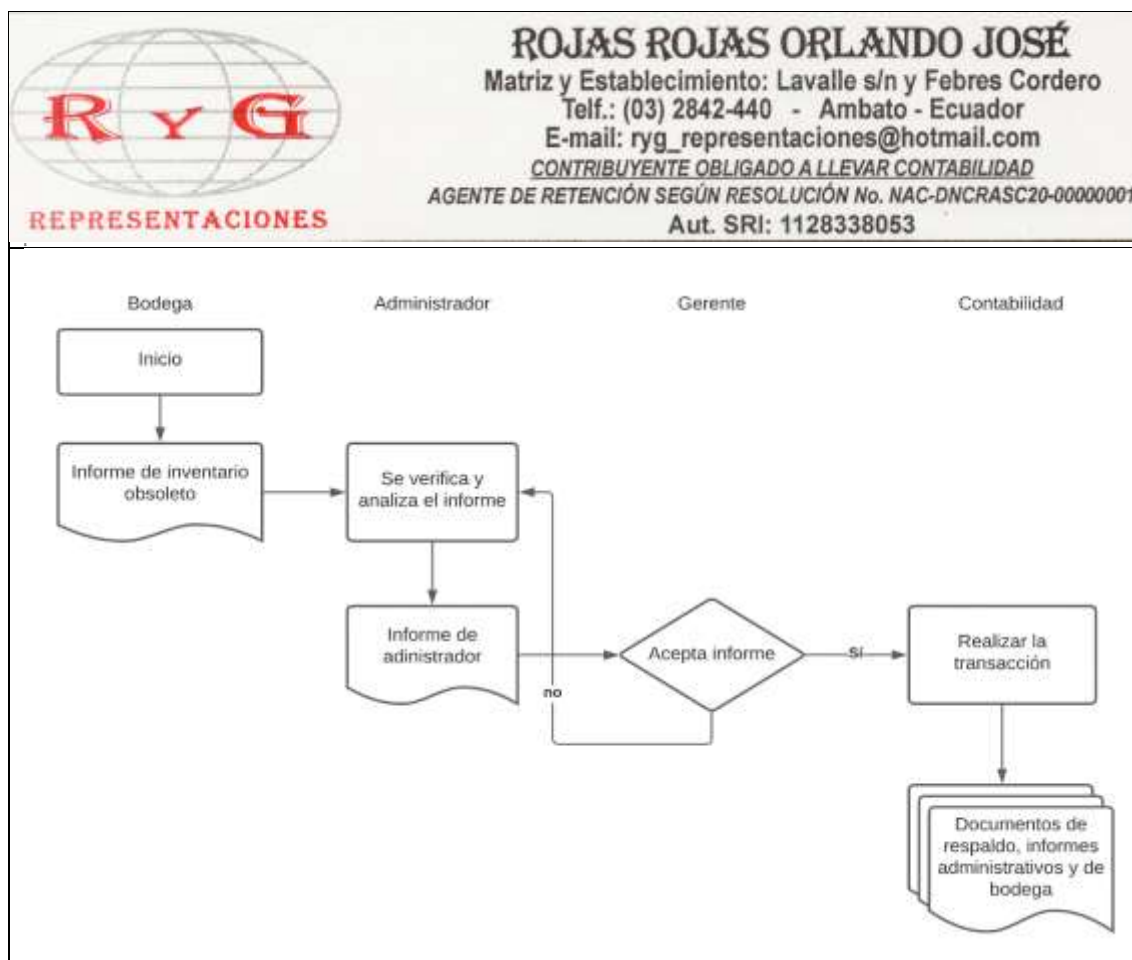 R Y G
REPRESENTACIONES
ROJAS ROJAS ORLANDO JOSÉ
Matriz y Establecimiento: Lavalle s/n y Febres Cordero
Telf.: (03) 2842-440 - Ambato - Ecuador
E-mail: ryg_representaciones@hotmail.com
CONTRIBUYENTE OBLIGADO A LLEVAR CONTABILIDAD
AGENTE DE RETENCIÓN SEGÚN RESOLUCIÓN No. NAC-DNCRASC20-00000001
Aut. SRI: 1128338053
Bodega
Administrador
Gerente
Contabilidad
Inicio
Informe de inventario
obsoleto
Se verifica y
analiza el informe
Informe de
adinistrador
Acepta informe
Sí
no
Realizar la
transacción
Documentos de
respaldo, informes
administrativos y de
bodega